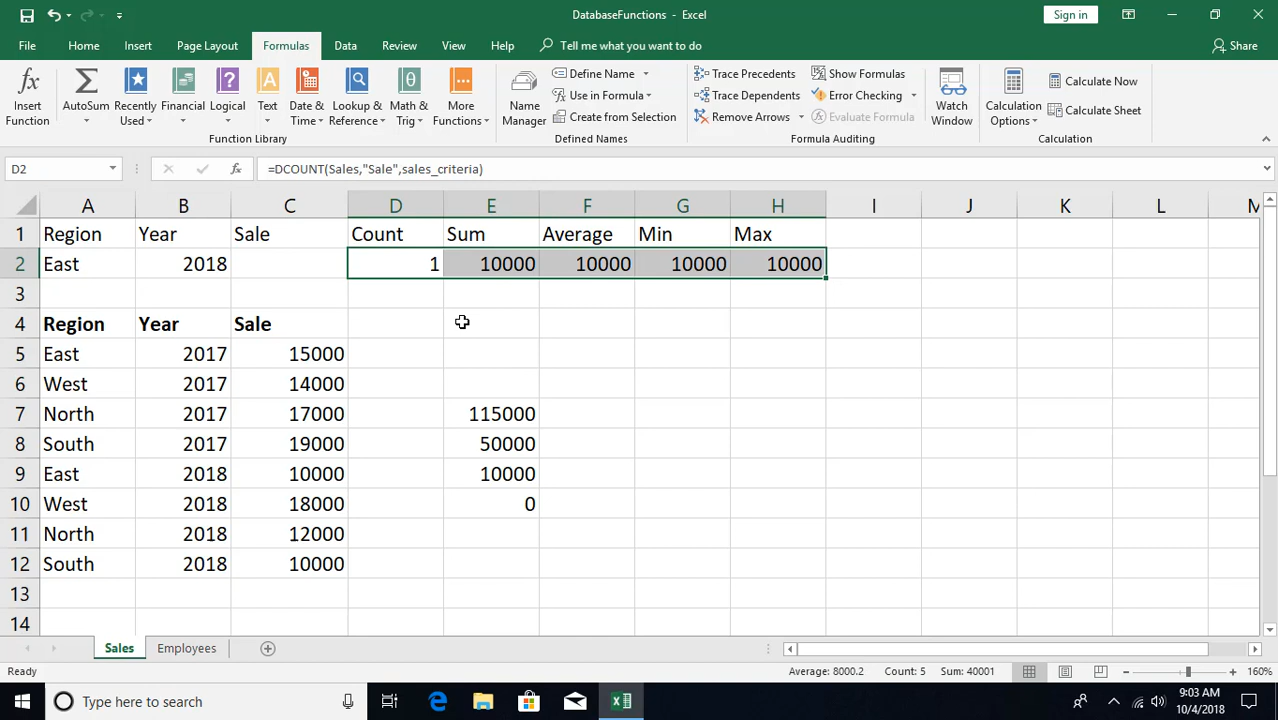 DatabaseFunctions - Excel
Sign in
File Home Insert Page Layout Formulas Data Review View Help Tell me what you want to do Share
Insert Function
AutoSum
Recently Used
Financial
Logical
Text
Date & Time
Lookup & Reference
Math & Trig
More Functions
Function Library
Name Manager
Define Name
Use in Formula
Create from Selection
Defined Names
Trace Precedents
Trace Dependents
Remove Arrows
Show Formulas
Error Checking
Evaluate Formula
Formula Auditing
Watch Window
Calculation Options
Calculate Now
Calculate Sheet
Calculation
D2 fx =DCOUNT(Sales,"Sale",sales_criteria)
A B C D E F G H I J K L M
1 Region Year Sale Count Sum Average Min Max
2 East 2018 1 10000 10000 10000 10000
3
4 Region Year Sale
5 East 2017 15000
6 West 2017 14000
7 North 2017 17000 115000
8 South 2017 19000 50000
9 East 2018 10000 10000
10 West 2018 18000 0
11 North 2018 12000
12 South 2018 10000
13
14
Sales Employees
Ready Average: 8000.2 Count: 5 Sum: 40001 160%
Type here to search
9:03 AM
10/4/2018